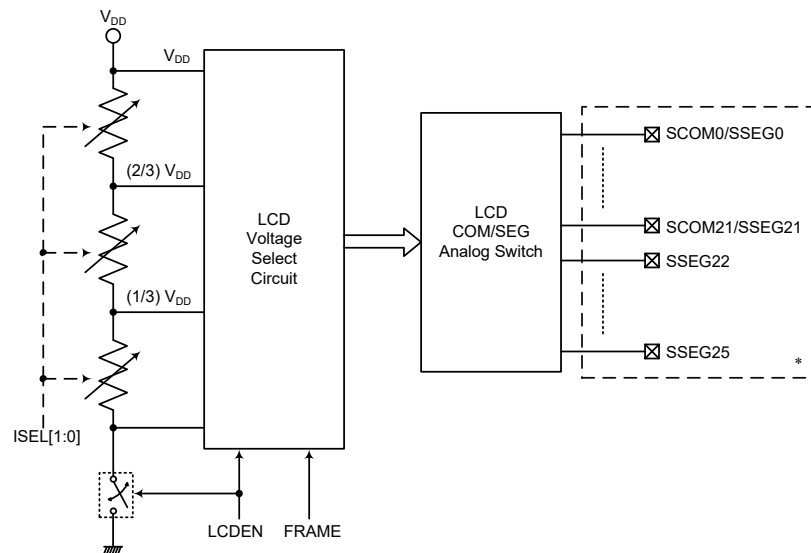 VDD
VDD
(2/3) VDD
(1/3) VDD
ISEL[1:0]
LCD
Voltage
Select
Circuit
LCDEN
FRAME
LCD
COM/SEG
Analog Switch
SCOM0/SSEG0
SCOM21/SSEG21
SSEG22
SSEG25
*